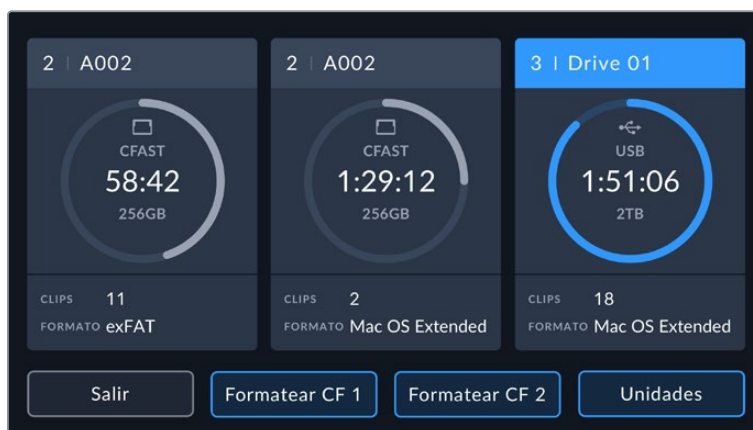 2 | A002
CFAST
58:42
256GB
CLIPS 11
FORMATO exFAT
2 | A002
CFAST
1:29:12
256GB
CLIPS 2
FORMATO Mac OS Extended
3 | Drive 01
USB
1:51:06
2TB
CLIPS 18
FORMATO Mac OS Extended
Salir
Formatear CF 1
Formatear CF 2
Unidades